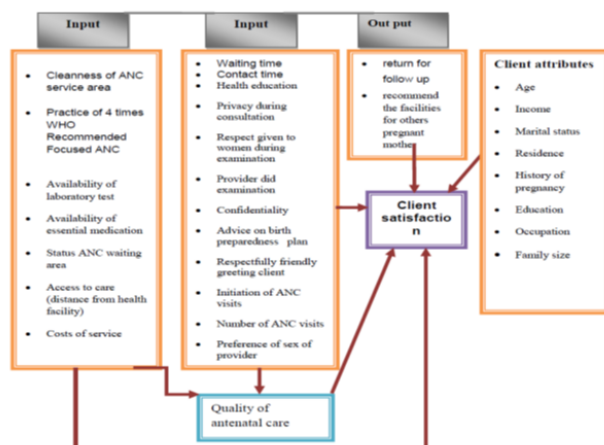 Input
Input
Out put
• Cleanness of ANC
service area
• Practice of 4 times
WHO
Recommended
Focused ANC
• Availability of
laboratory test
• Availability of
essential medication
• Status ANC waiting
area
• Access to care
(distance from health
facility)
• Costs of service
• Waiting time
• Contact time
• Health education
• Privacy during
consultation
• Respect given to
women during
examination
• Provider did
examination
• Confidentiality
• Advice on birth
preparedness plan
• Respectfully friendly
greeting client
• Initiation of ANC
visits
• Number of ANC visits
• Preference of sex of
provider
• return for
follow up
• recommend
the facilities
for others
pregnant
mother
Client attributes
• Age
• Income
• Marital status
• Residence
• History of
pregnancy
• Education
• Occupation
• Family size
Client
satisfactio
n
Quality of
antenatal care